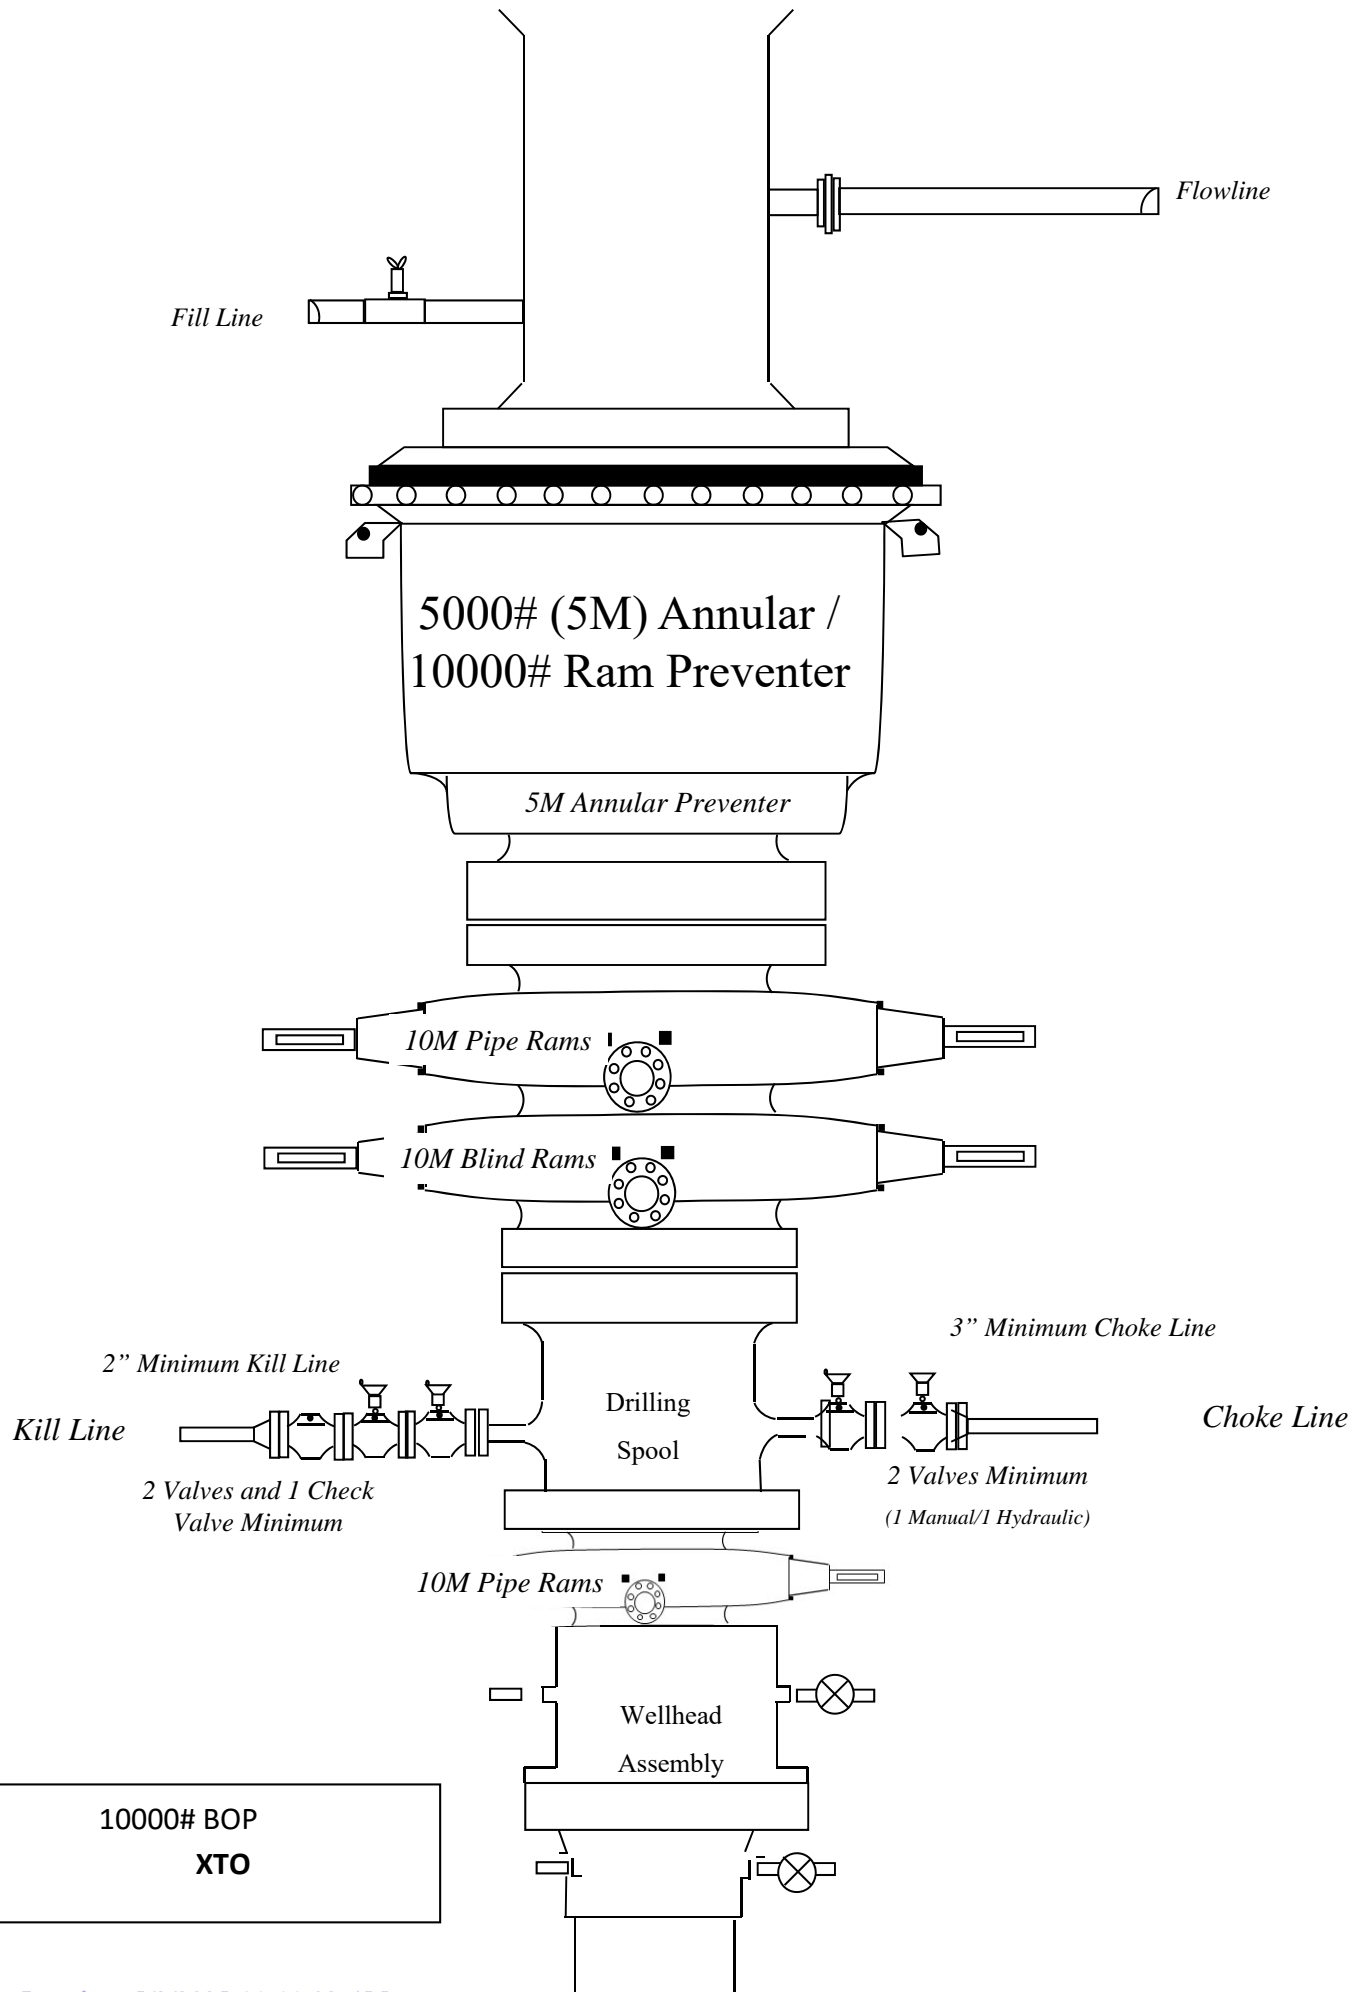 Flowline
Fill Line
5000# (5M) Annular /
10000# Ram Preventer
5M Annular Preventer
10M Pipe Rams
10M Blind Rams
3” Minimum Choke Line
2” Minimum Kill Line
Drilling
Spool
Kill Line
Choke Line
2 Valves and 1 Check
Valve Minimum
2 Valves Minimum
(1 Manual/1 Hydraulic)
10M Pipe Rams
Wellhead
Assembly
10000# BOP
XTO